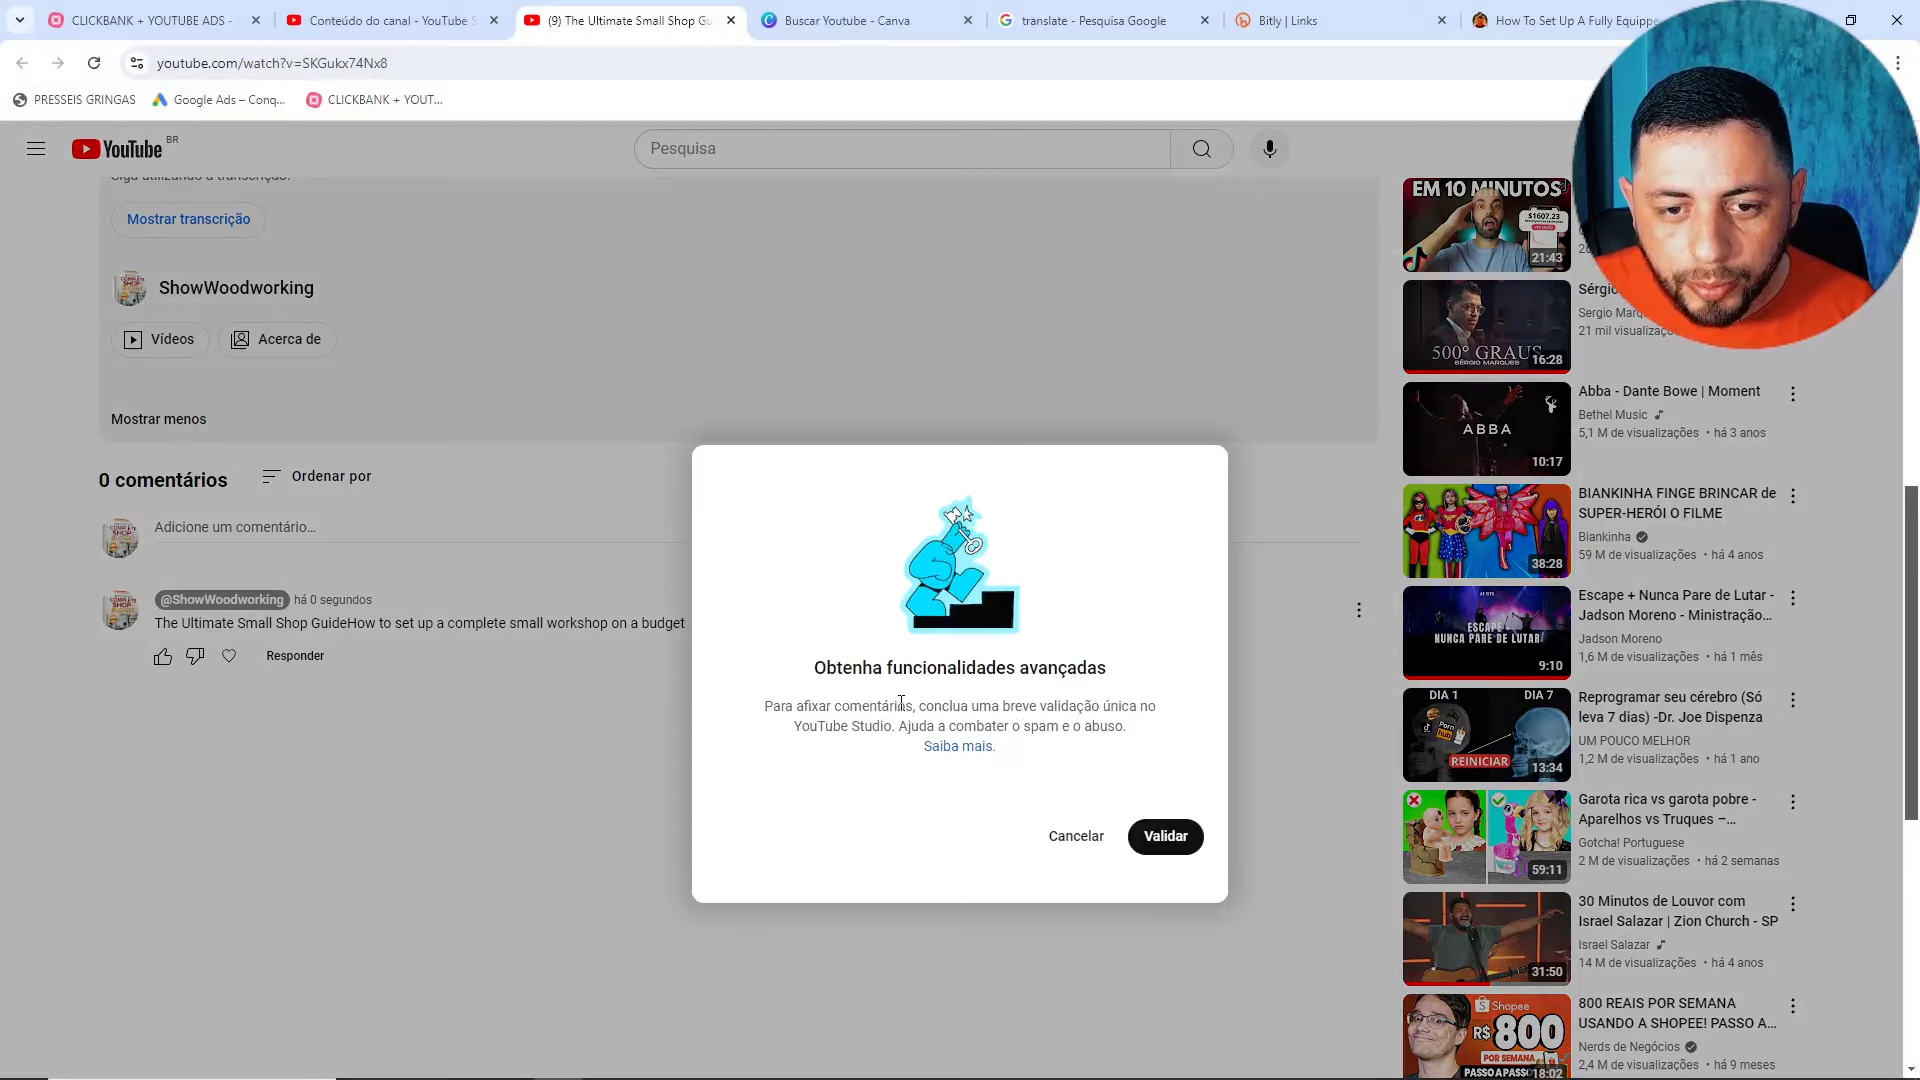 CLICKBANK + YOUTUBE ADS -
Conteúdo do canal - YouTube S
(9) The Ultimate Small Shop Gu
Buscar Youtube - Canva
translate - Pesquisa Google
Bitly | Links
How To Set Up A Fully Equippe
youtube.com/watch?v=SKGukx74Nx8
PRESSEIS GRINGAS
Google Ads – Conq...
CLICKBANK + YOUT...
YouTube BR
Pesquisa
Siga utilizando a transcrição.
Mostrar transcrição
ShowWoodworking
Vídeos
Acerca de
Mostrar menos
0 comentários
Ordenar por
Adicione um comentário...
@ShowWoodworking há 0 segundos
The Ultimate Small Shop GuideHow to set up a complete small workshop on a budget
Responder
Obtenha funcionalidades avançadas
Para afixar comentários, conclua uma breve validação única no
YouTube Studio. Ajuda a combater o spam e o abuso.
Saiba mais.
Cancelar
Validar
EM 10 MINUTOS
$1607.23
21:43
500º GRAUS
SÉRGIO MARQUES
16:28
Sérgio
Sergio Marq
21 mil visualizaç
ABBA
10:17
Abba - Dante Bowe | Moment
Bethel Music
5,1 M de visualizações • há 3 anos
38:28
BIANKINHA FINGE BRINCAR de
SUPER-HERÓI O FILME
Biankinha
59 M de visualizações • há 4 anos
ESCAPE +
NUNCA PARE DE LUTAR
9:10
Escape + Nunca Pare de Lutar -
Jadson Moreno - Ministração...
Jadson Moreno
1,6 M de visualizações • há 1 mês
DIA 1
DIA 7
Porn
hub
REINICIAR
13:34
Reprogramar seu cérebro (Só
leva 7 dias) -Dr. Joe Dispenza
UM POUCO MELHOR
1,2 M de visualizações • há 1 ano
59:11
Garota rica vs garota pobre -
Aparelhos vs Truques –...
Gotcha! Portuguese
2 M de visualizações • há 2 semanas
31:50
30 Minutos de Louvor com
Israel Salazar | Zion Church - SP
Israel Salazar
14 M de visualizações • há 4 anos
Shopee
R$800
POR SEMANA
PASSO A PASSO
18:02
800 REAIS POR SEMANA
USANDO A SHOPEE! PASSO A...
Nerds de Negócios
2,4 M de visualizações • há 9 meses